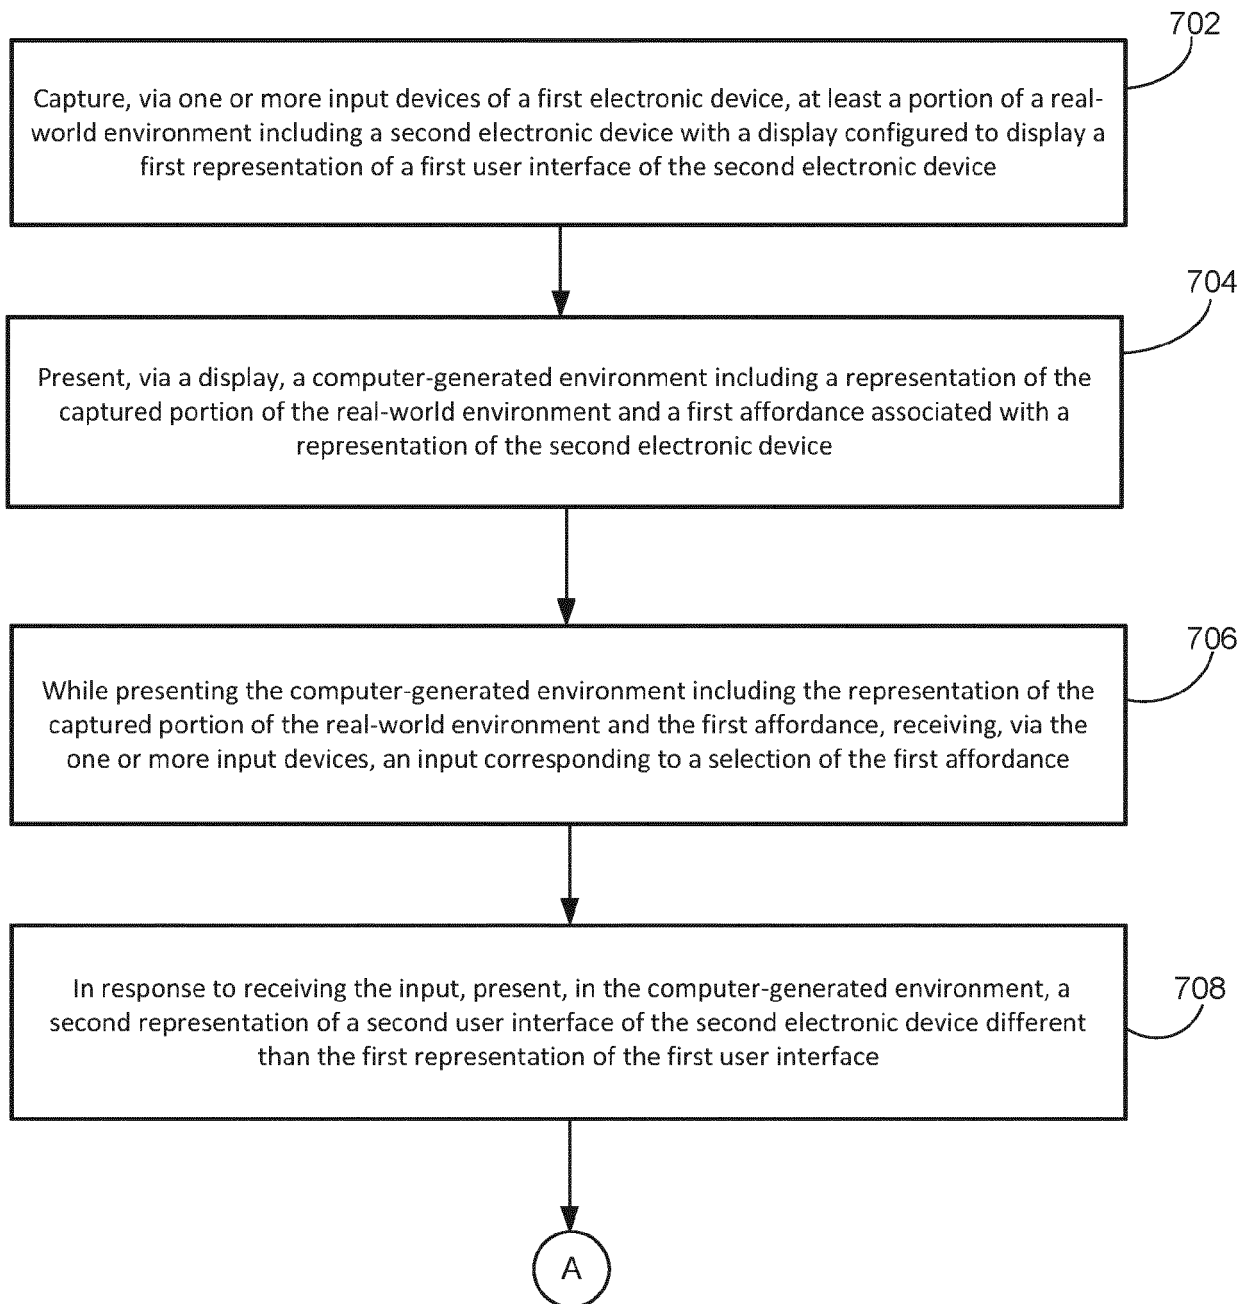 702
Capture, via one or more input devices of a first electronic device, at least a portion of a real-
world environment including a second electronic device with a display configured to display a
first representation of a first user interface of the second electronic device
704
Present, via a display, a computer-generated environment including a representation of the
captured portion of the real-world environment and a first affordance associated with a
representation of the second electronic device
706
While presenting the computer-generated environment including the representation of the
captured portion of the real-world environment and the first affordance, receiving, via the
one or more input devices, an input corresponding to a selection of the first affordance
708
In response to receiving the input, present, in the computer-generated environment, a
second representation of a second user interface of the second electronic device different
than the first representation of the first user interface
A